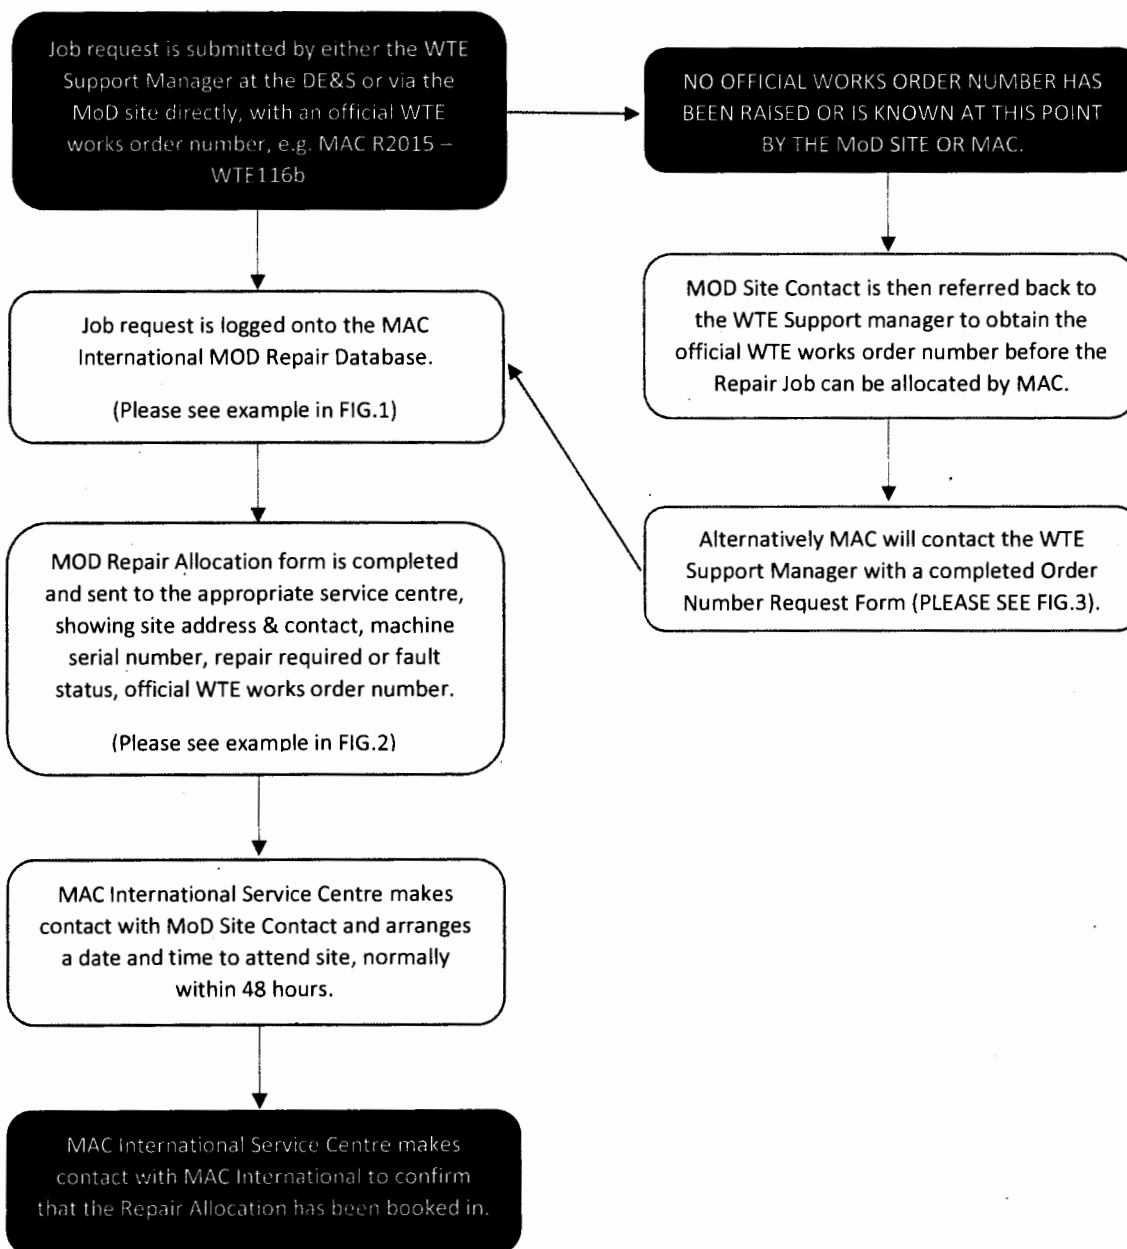 Job request is submitted by either the WTE
Support Manager at the DE&S or via the
MoD site directly, with an official WTE
works order number, e.g. MAC R2015 –
WTE116b
NO OFFICIAL WORKS ORDER NUMBER HAS
BEEN RAISED OR IS KNOWN AT THIS POINT
BY THE MoD SITE OR MAC.
Job request is logged onto the MAC
International MOD Repair Database.
(Please see example in FIG.1)
MOD Site Contact is then referred back to
the WTE Support manager to obtain the
official WTE works order number before the
Repair Job can be allocated by MAC.
MOD Repair Allocation form is completed
and sent to the appropriate service centre,
showing site address & contact, machine
serial number, repair required or fault
status, official WTE works order number.
(Please see example in FIG.2)
Alternatively MAC will contact the WTE
Support Manager with a completed Order
Number Request Form (PLEASE SEE FIG.3).
MAC International Service Centre makes
contact with MoD Site Contact and arranges
a date and time to attend site, normally
within 48 hours.
MAC International Service Centre makes
contact with MAC International to confirm
that the Repair Allocation has been booked in.